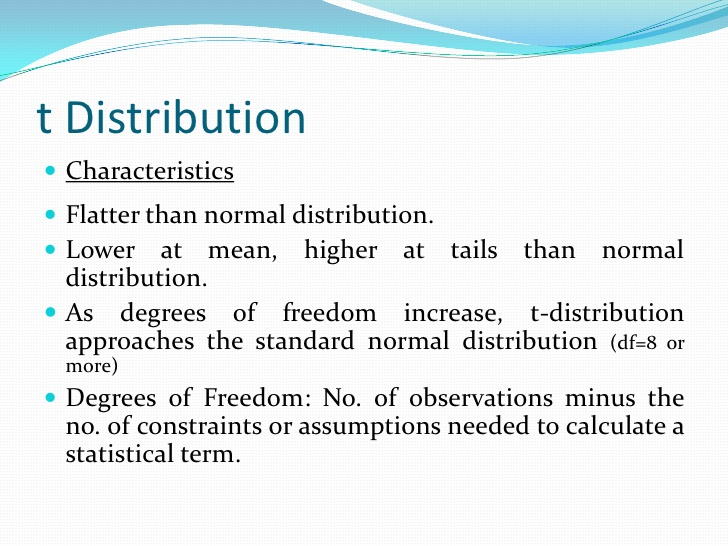 t Distribution
Characteristics
Flatter than normal distribution.
Lower at mean, higher at tails than normal
distribution.
As degrees of freedom increase, t-distribution
approaches the standard normal distribution (df=8 or
more)
Degrees of Freedom: No. of observations minus the
no. of constraints or assumptions needed to calculate a
statistical term.